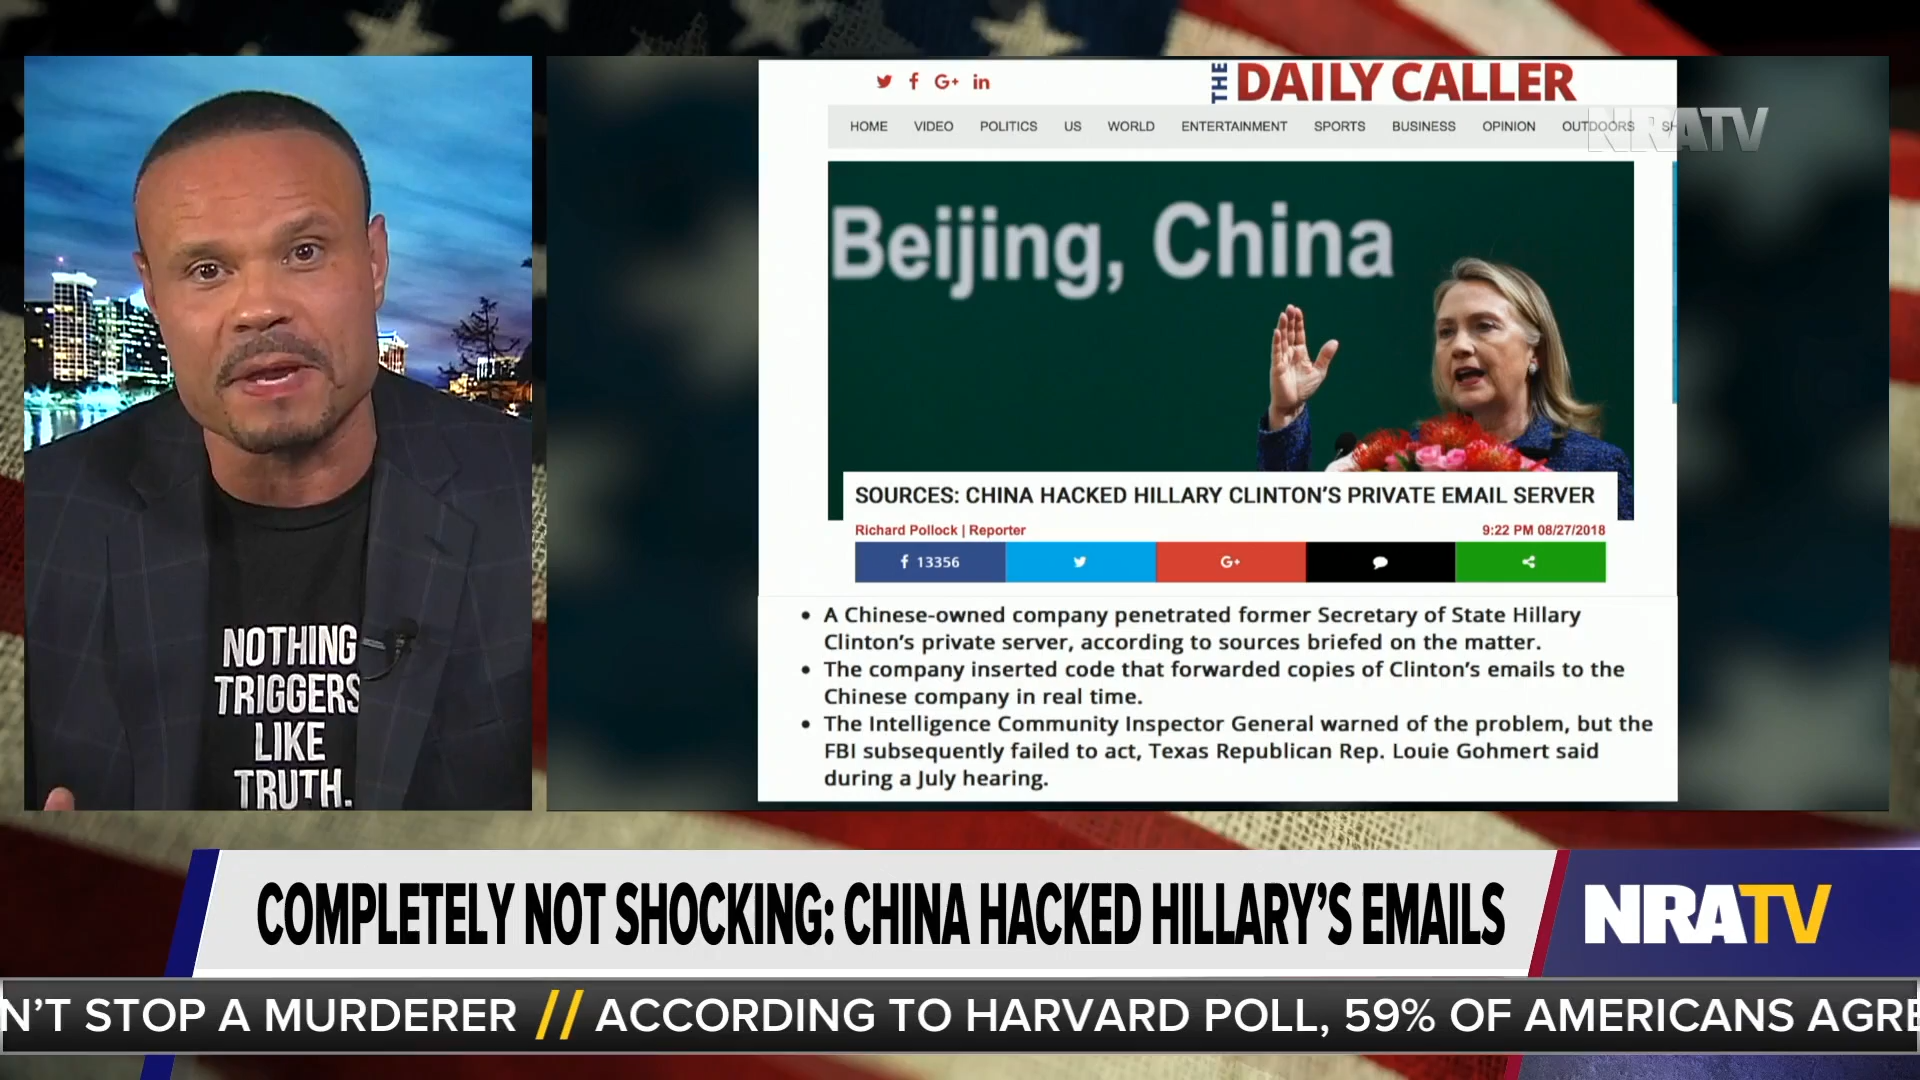 THE DAILY CALLER
HOME VIDEO POLITICS US WORLD ENTERTAINMENT SPORTS BUSINESS OPINION OUTDOORS SH
NRATV
Beijing, China
SOURCES: CHINA HACKED HILLARY CLINTON'S PRIVATE EMAIL SERVER
Richard Pollock | Reporter
9:22 PM 08/27/2018
13356
G+
• A Chinese-owned company penetrated former Secretary of State Hillary
Clinton's private server, according to sources briefed on the matter.
• The company inserted code that forwarded copies of Clinton's emails to the
Chinese company in real time.
• The Intelligence Community Inspector General warned of the problem, but the
FBI subsequently failed to act, Texas Republican Rep. Louie Gohmert said
during a July hearing.
NOTHING
TRIGGERS
LIKE
TRUTH.
COMPLETELY NOT SHOCKING: CHINA HACKED HILLARY'S EMAILS
NRATV
N'T STOP A MURDERER // ACCORDING TO HARVARD POLL, 59% OF AMERICANS AGRE